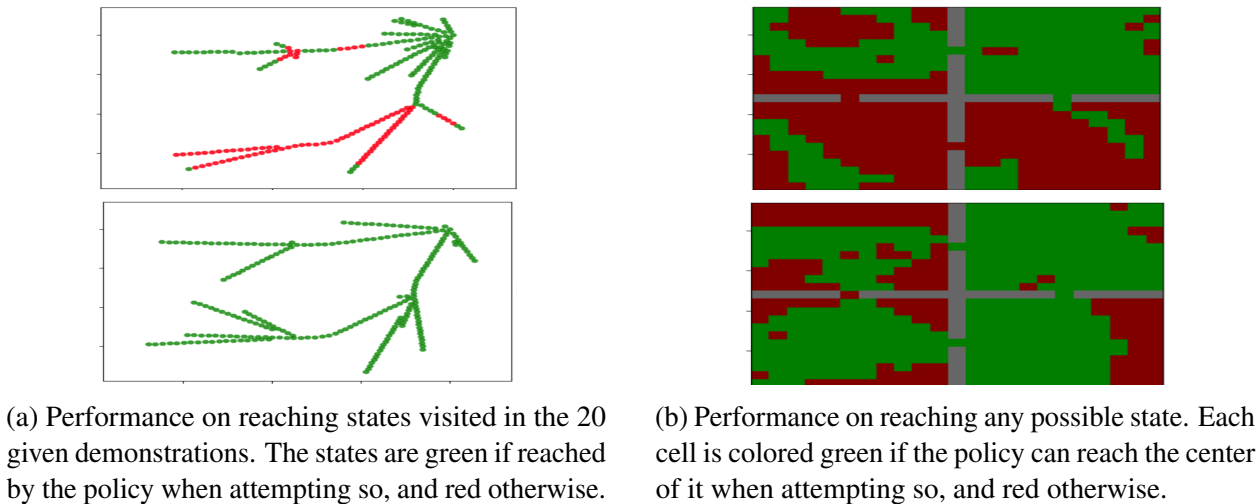 (a) Performance on reaching states visited in the 20
given demonstrations. The states are green if reached
by the policy when attempting so, and red otherwise.
(b) Performance on reaching any possible state. Each
cell is colored green if the policy can reach the center
of it when attempting so, and red otherwise.